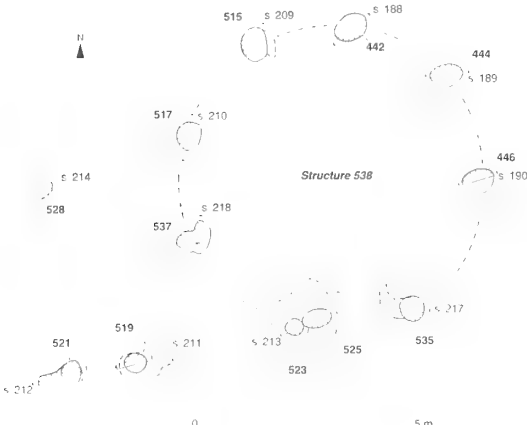 s 188
515 s 209
442
N
444
s 189
517 s 210
446
s 190
Structure 538
s 214
528
s 218
537
s 217
535
s 213
525
523
519
s 211
521
s 212
0 5 m